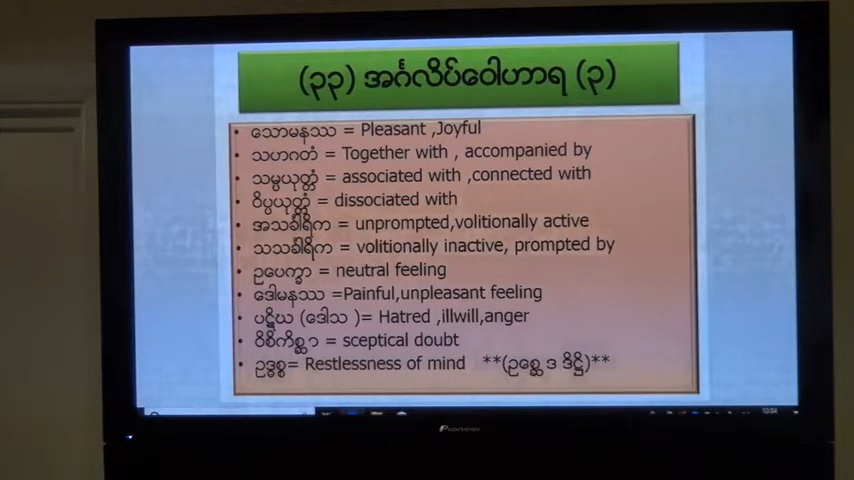 (၃၃) အင်္ဂလိပ်ဝေါဟာရ (၃)
• သောမနဿ = Pleasant ,Joyful
• သဟဂတံ = Together with , accompanied by
• သမ္ပယုတ္တံ = associated with ,connected with
• ဝိပ္ပယုတ္တံ = dissociated with
• အသင်္ခါရိက = unprompted,volitionally active
• သသင်္ခါရိက = volitionally inactive, prompted by
• ဥပေက္ခာ = neutral feeling
• ဒေါမနဿ =Painful,unpleasant feeling
• ပဋိဃ (ဒေါသ )= Hatred ,illwill,anger
• ဝိစိကိစ္ဆာ = sceptical doubt
• ဥဒ္ဓစ္စ= Restlessness of mind **(ဥစ္ဆေဒ ဒိဋ္ဌိ)**
13:54
Pioneer